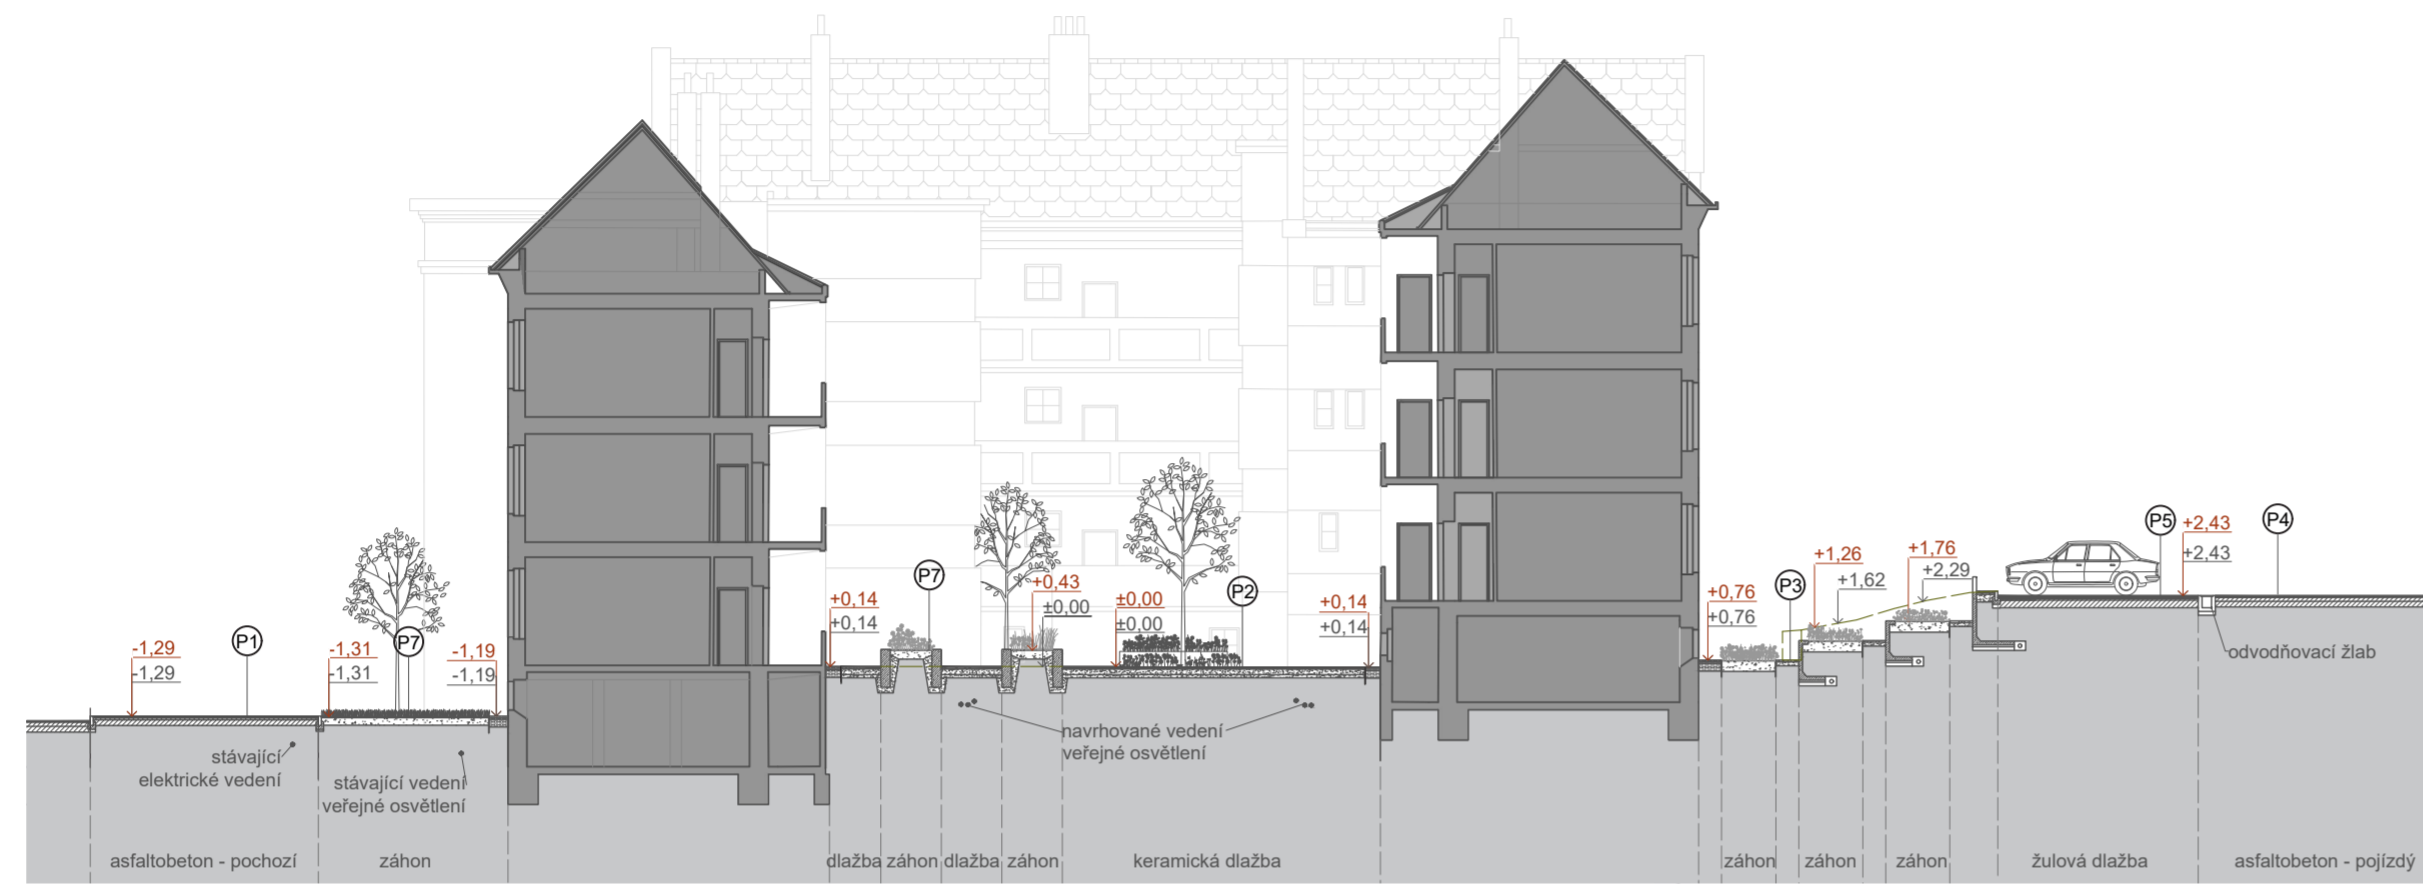 P1
-1,29
-1,29
P7
-1,31
-1,31
-1,19
-1,19
stávající
elektrické vedení
stávající vedení
veřejné osvětlení
+0,14
+0,14
P7
+0,43
±0,00
±0,00
±0,00
P2
+0,14
+0,14
navrhované vedení
veřejné osvětlení
+0,76
+0,76
P3
+1,26
+1,62
+1,76
+2,29
P5
+2,43
+2,43
P4
odvodňovací žlab
asfaltobeton - pochozí
záhon
dlažba
záhon
dlažba
záhon
keramická dlažba
záhon
záhon
záhon
žulová dlažba
asfaltobeton - pojízdý